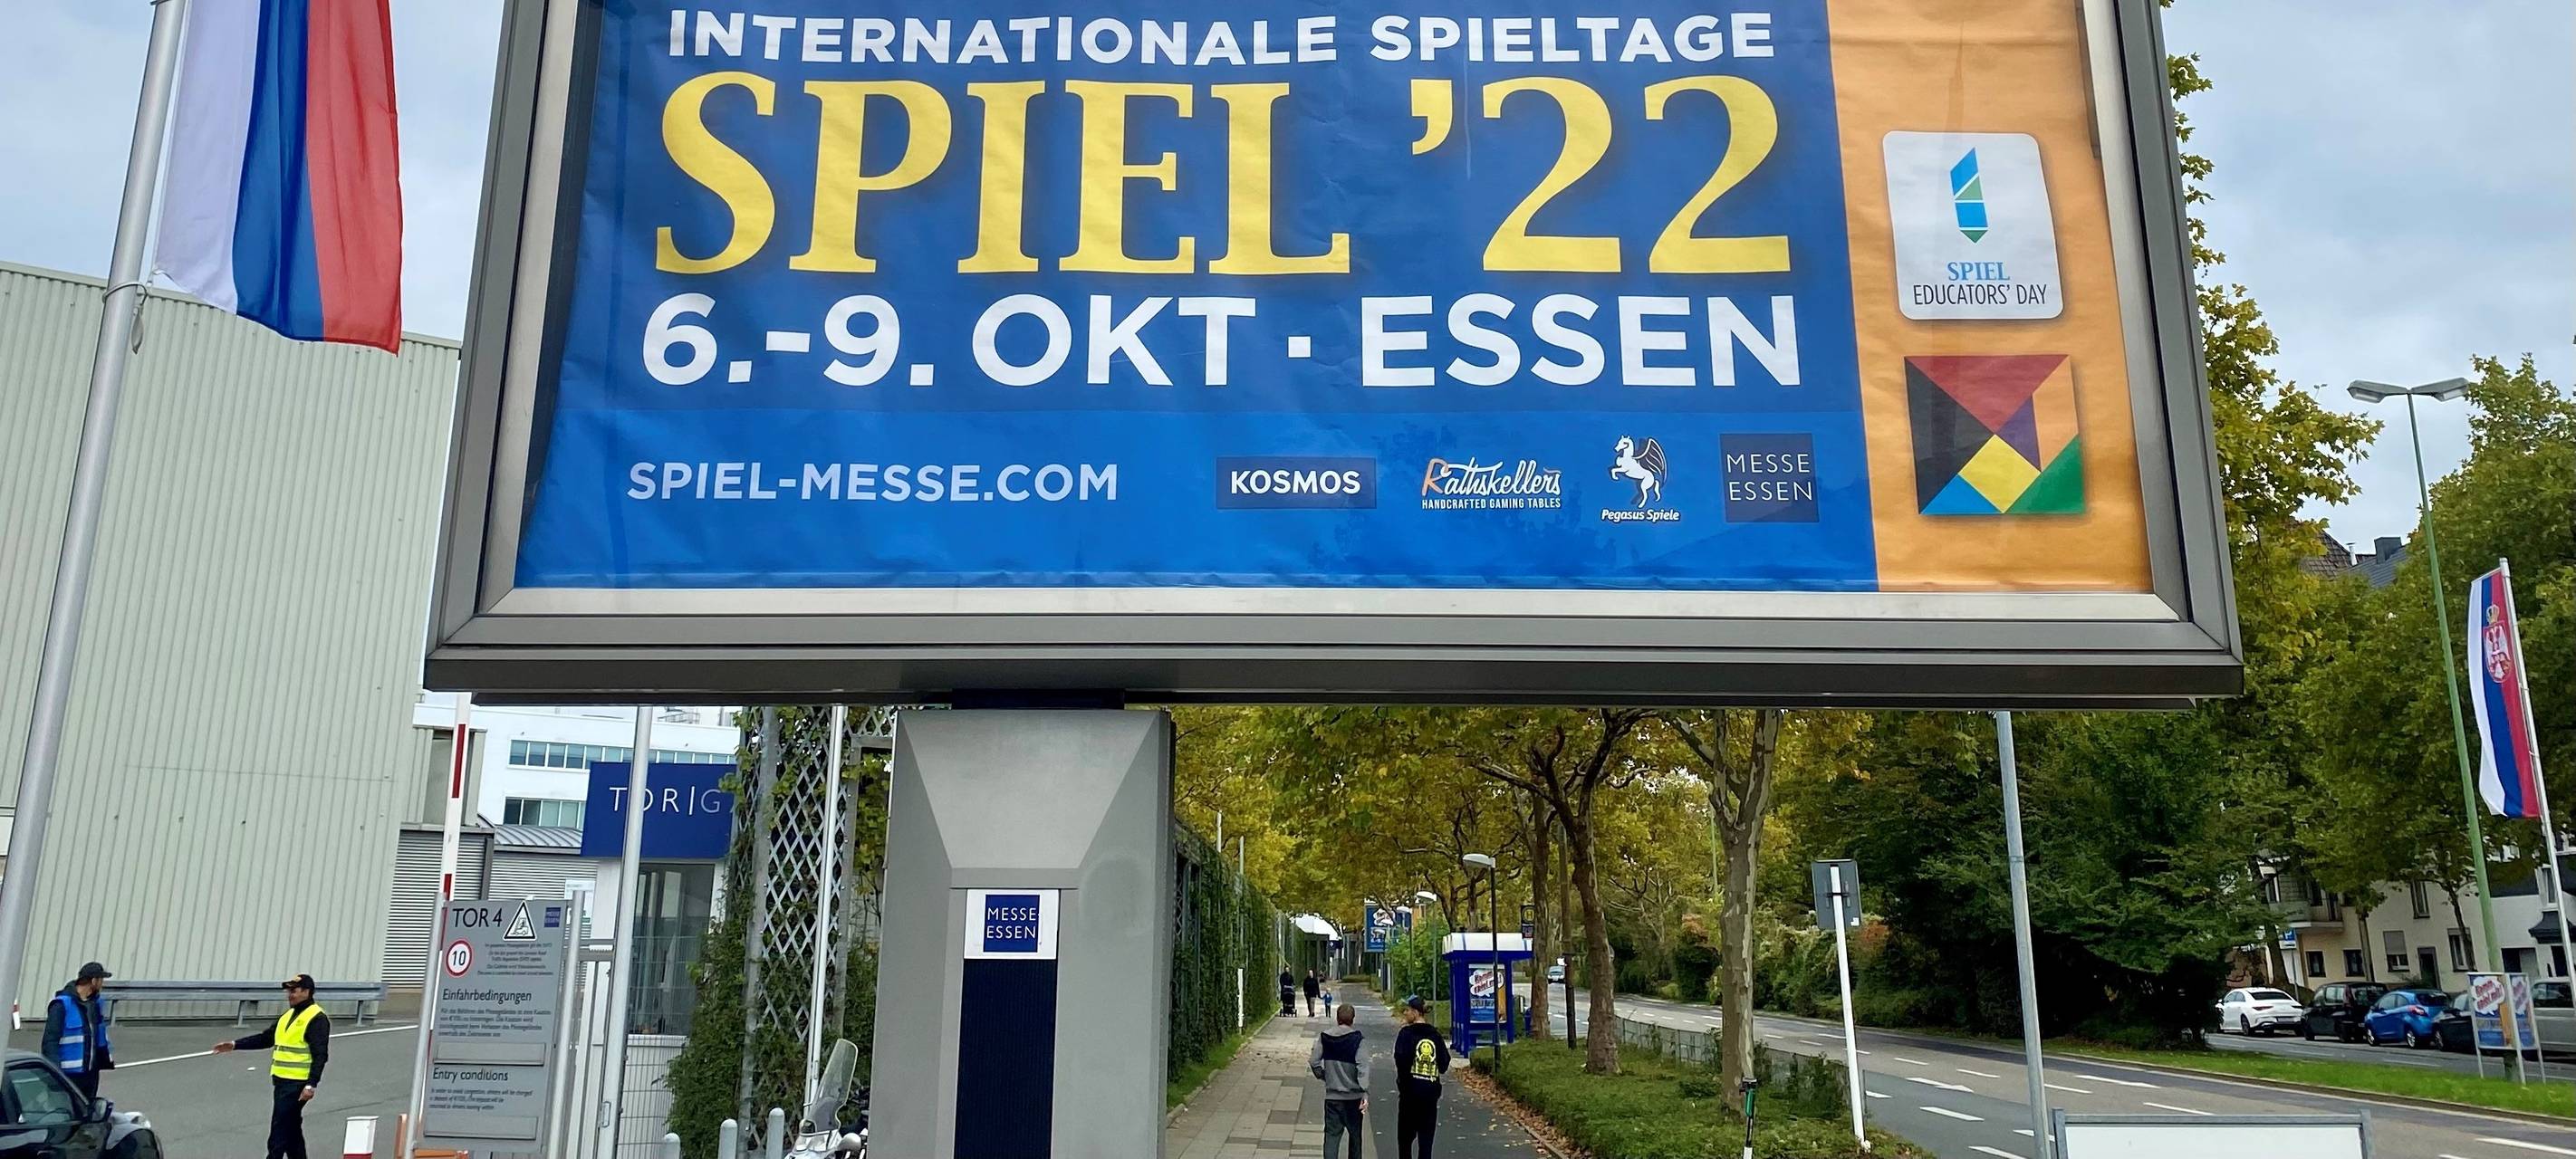 INTERNATIONALE SPIELTAGE
SPIEL '22
6.-9. OKT · ESSEN
SPIEL-MESSE.COM
KOSMOS
Rathskellers
HANDCRAFTED GAMING TABLES
Pegasus Spiele
MESSE
ESSEN
SPIEL
EDUCATORS' DAY
TOR|G
TOR 4
10
Einfahrbedingungen
Entry conditions
MESSE
ESSEN